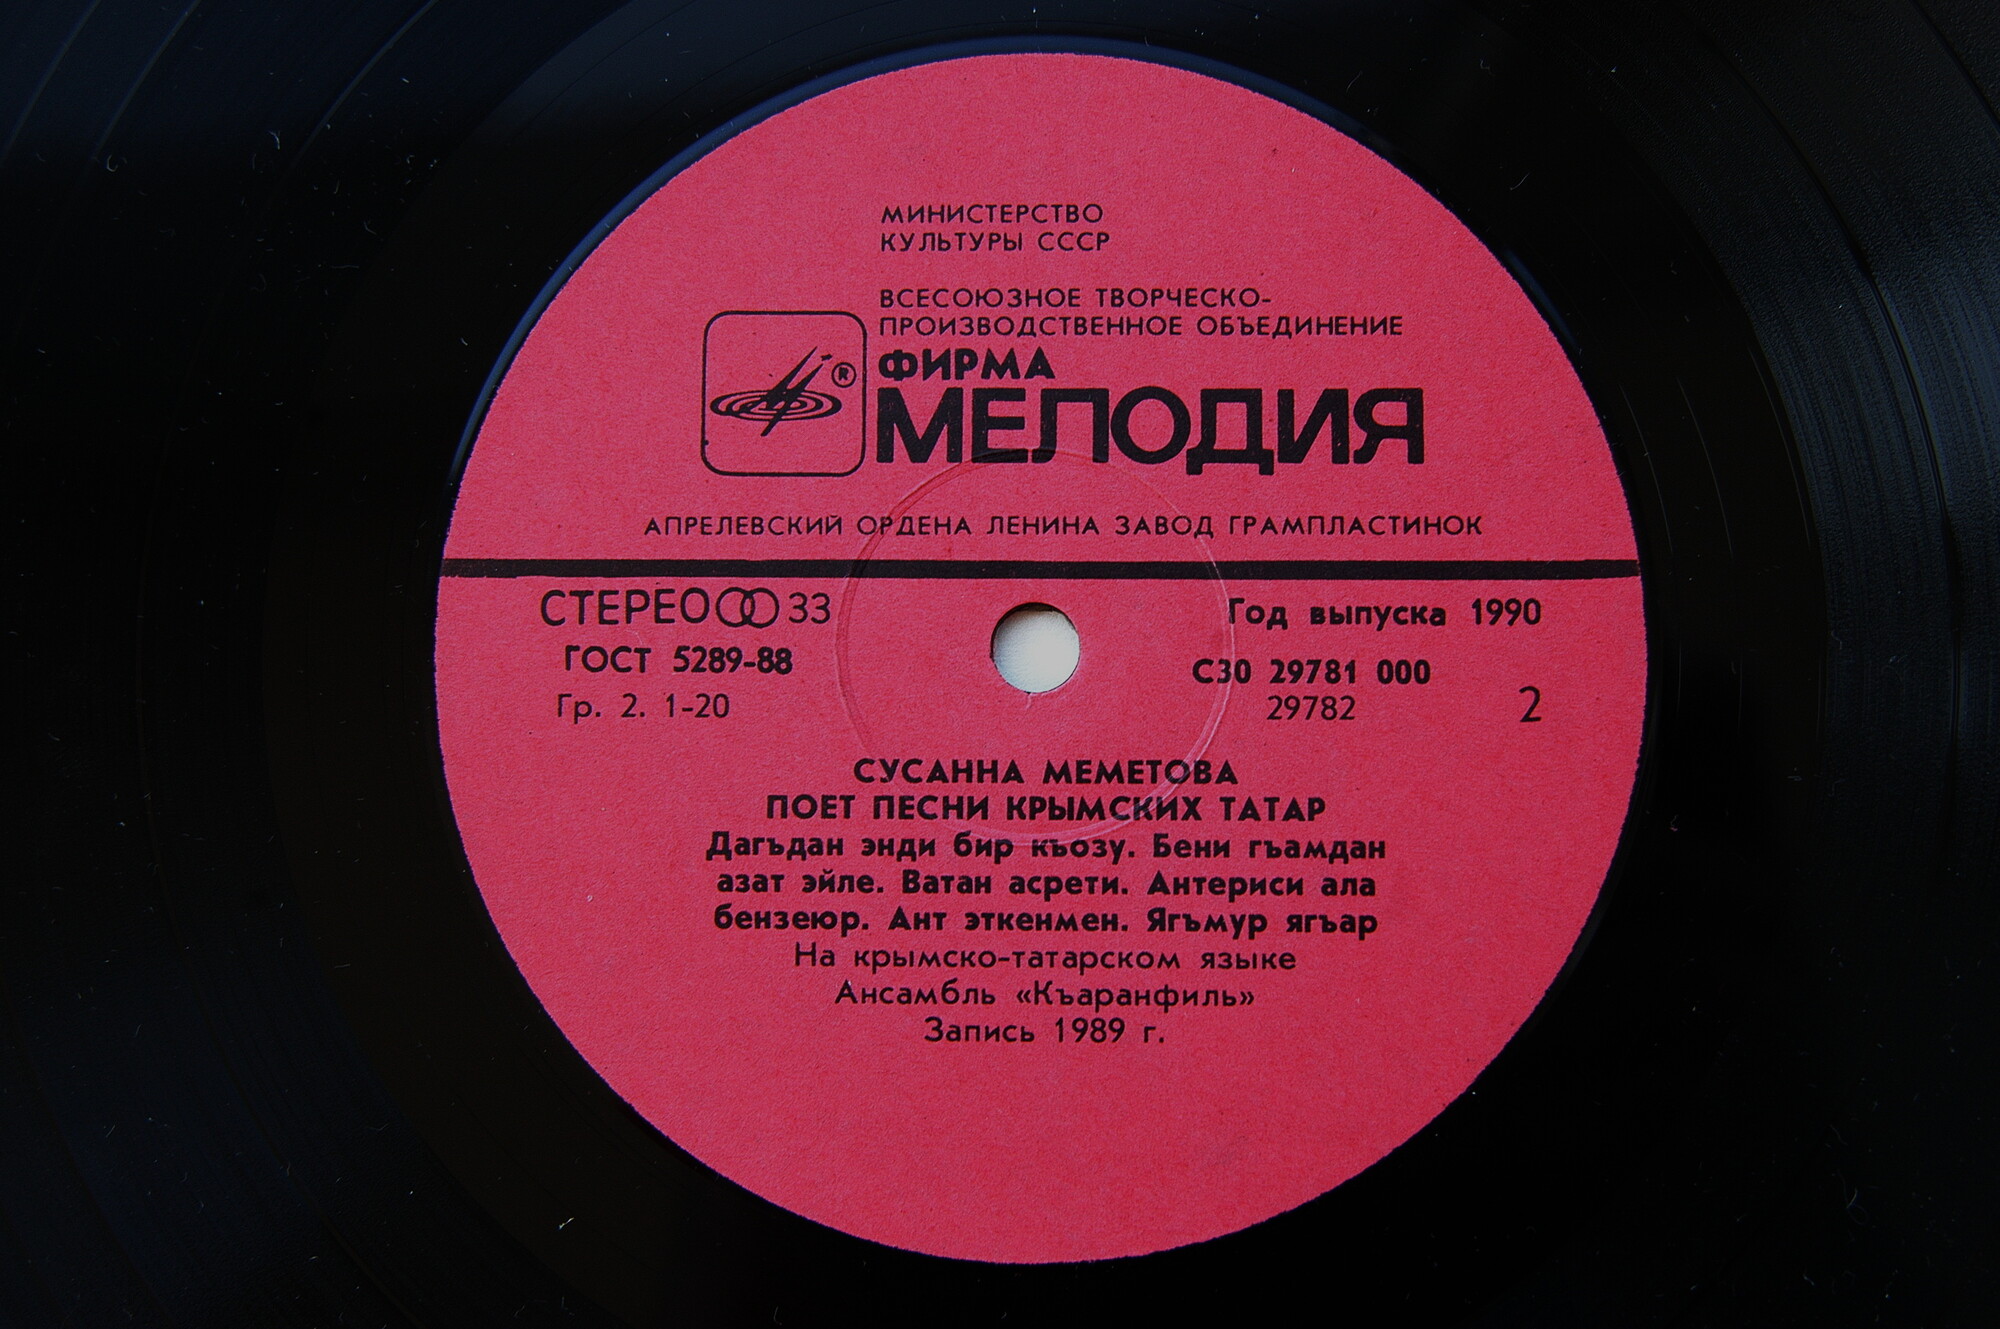 МИНИСТЕРСТВО
КУЛЬТУРЫ СССР
ВСЕСОЮЗНОЕ ТВОРЧЕСКО-
ПРОИЗВОДСТВЕННОЕ ОБЪЕДИНЕНИЕ
ФИРМА
®
МЕЛОДИЯ
АПРЕЛЕВСКИЙ ОРДЕНА ЛЕНИНА ЗАВОД ГРАМПЛАСТИНОК
СТЕРЕО 33
ГОСТ 5289-88
Гр. 2. 1-20
Год выпуска 1990
С30 29781 000
29782
2
СУСАННА МЕМЕТОВА
ПОЕТ ПЕСНИ КРЫМСКИХ ТАТАР
Дагъдан энди бир къозу. Бени гъамдан
азат эйле. Ватан асрети. Антериси ала
бензеюр. Ант эткенмен. Ягъмур ягъар
На крымско-татарском языке
Ансамбль «Къаранфиль»
Запись 1989 г.